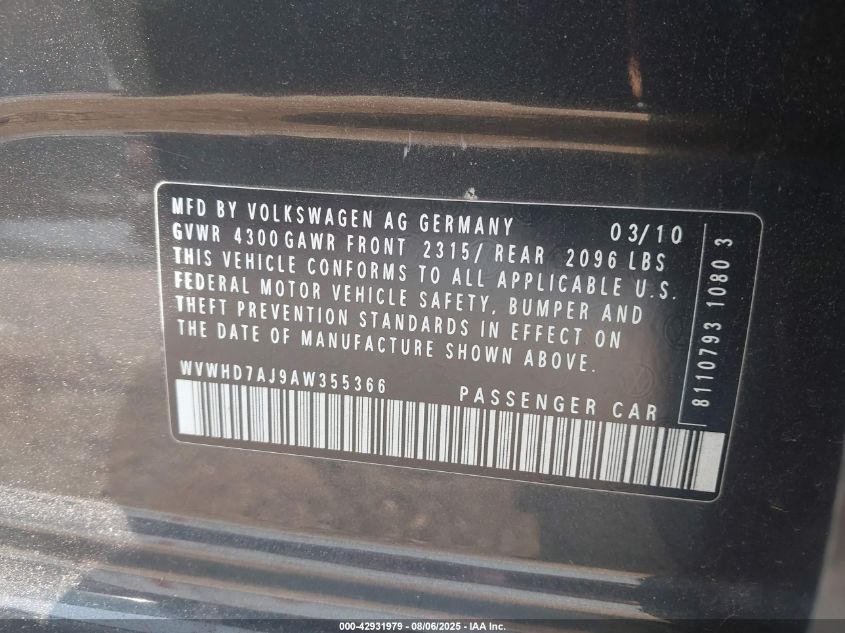 MFD BY VOLKSWAGEN AG GERMANY 03/10
GVWR 4300 GAWR FRONT 2315/ REAR 2096 LBS
THIS VEHICLE CONFORMS TO ALL APPLICABLE U.S.
FEDERAL MOTOR VEHICLE SAFETY, BUMPER AND
THEFT PREVENTION STANDARDS IN EFFECT ON
THE DATE OF MANUFACTURE SHOWN ABOVE.
WVWHD7AJ9AW355366 PASSENGER CAR
8110793 10803
000-42931979 - 08/06/2025 - IAA Inc.